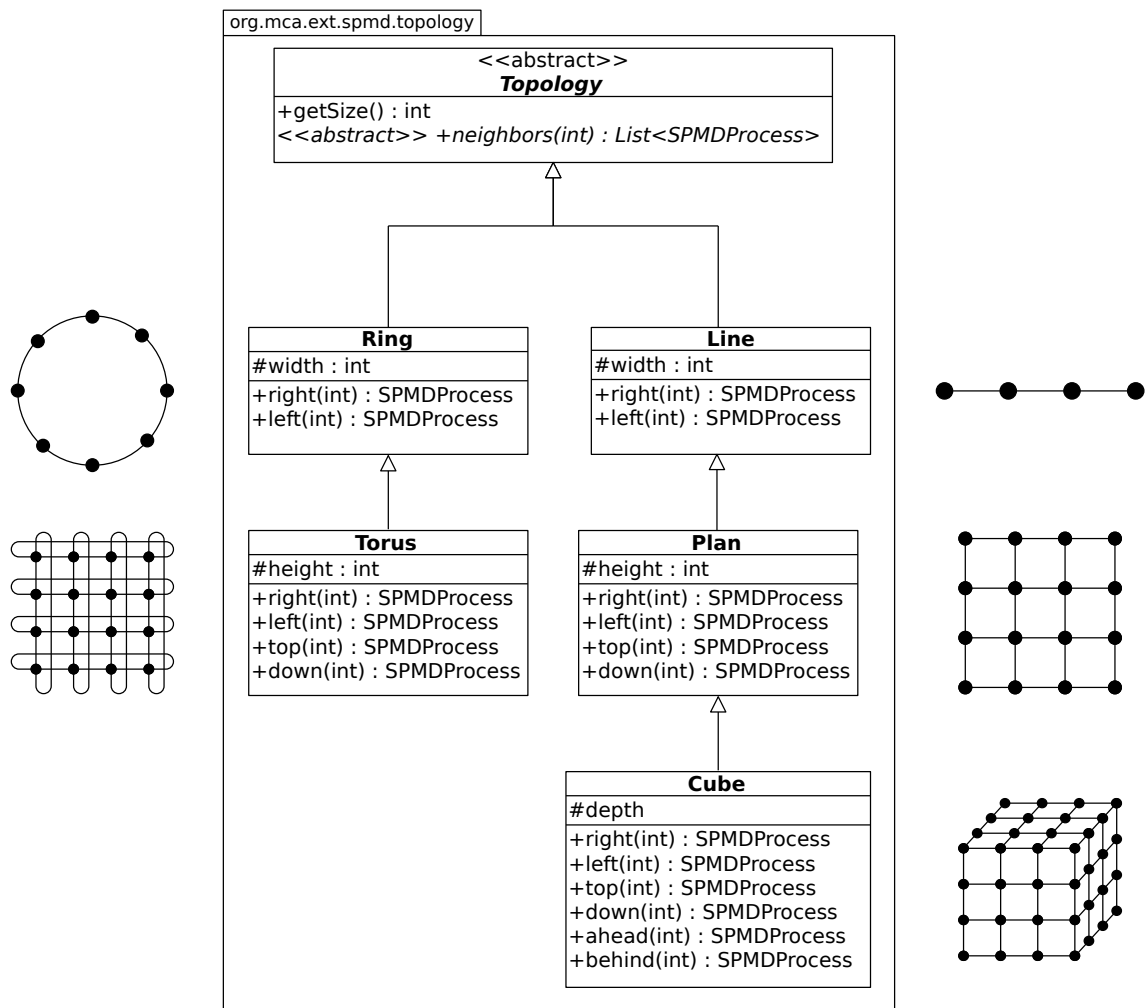 org.mca.ext.spmd.topology
<<abstract>>
Topology
+getSize() : int
<<abstract>> +neighbors(int) : List<SPMDProcess>
Ring
#width : int
+right(int) : SPMDProcess
+left(int) : SPMDProcess
Line
#width : int
+right(int) : SPMDProcess
+left(int) : SPMDProcess
Torus
#height : int
+right(int) : SPMDProcess
+left(int) : SPMDProcess
+top(int) : SPMDProcess
+down(int) : SPMDProcess
Plan
#height : int
+right(int) : SPMDProcess
+left(int) : SPMDProcess
+top(int) : SPMDProcess
+down(int) : SPMDProcess
Cube
#depth
+right(int) : SPMDProcess
+left(int) : SPMDProcess
+top(int) : SPMDProcess
+down(int) : SPMDProcess
+ahead(int) : SPMDProcess
+behind(int) : SPMDProcess